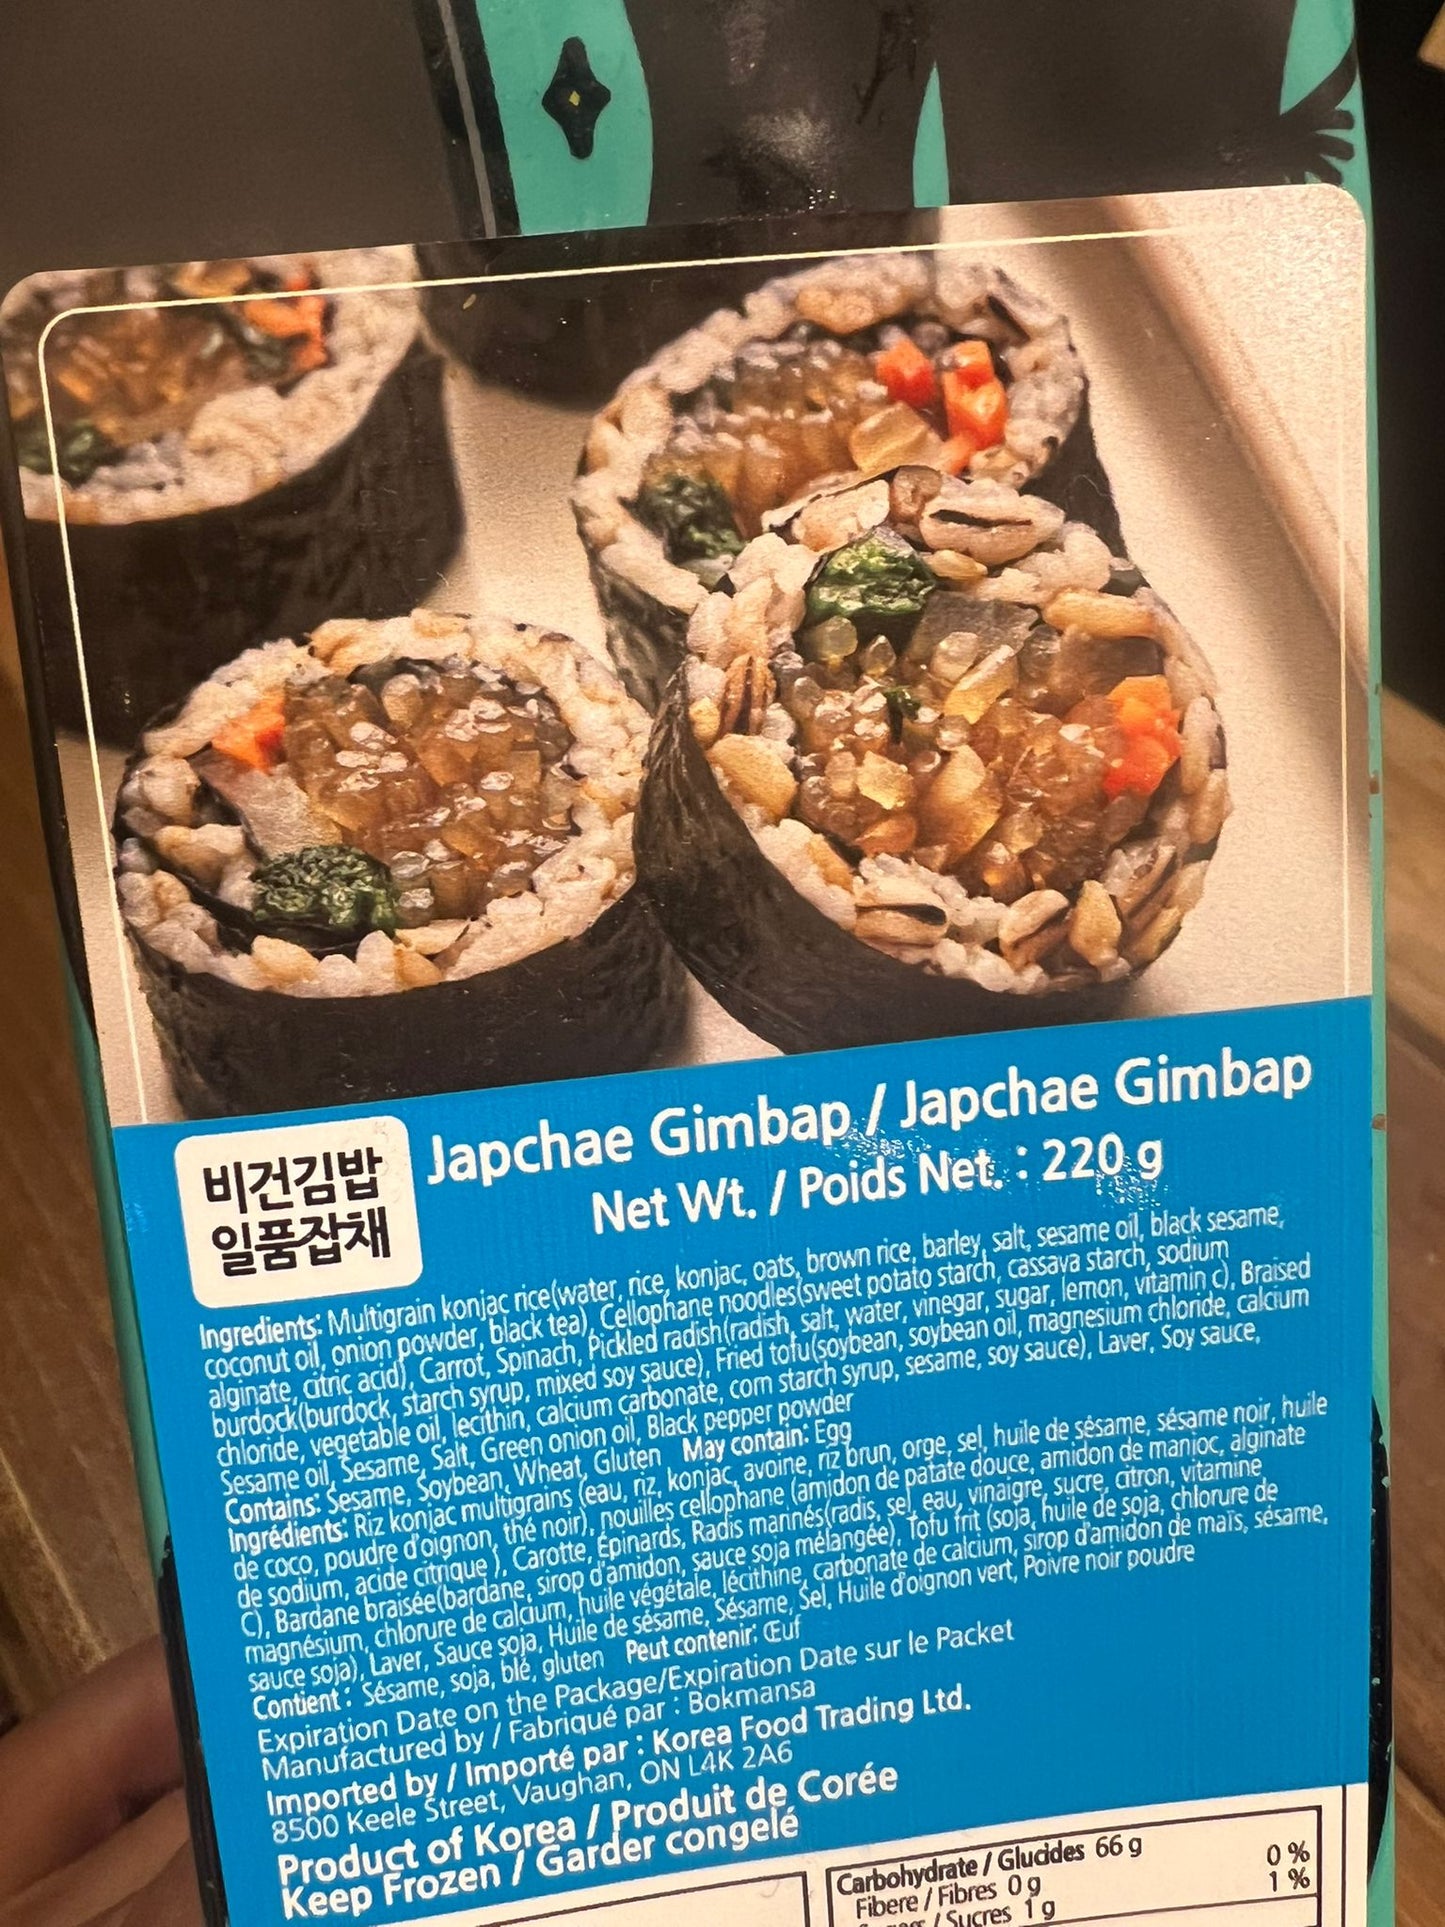 비건김밥
일품잡채
Japchae Gimbap / Japchae Gimbap
Net Wt. / Poids Net. : 220 g
Ingredients: Multigrain konjac rice(water, rice, konjac, oats, brown rice, barley, salt, sesame oil, black sesame,
coconut oil, onion powder, black tea), Cellophane noodles(sweet potato starch, cassava starch, sodium
alginate, citric acid), Carrot, Spinach, Pickled radish(radish, salt, water, vinegar, sugar, lemon, vitamin c), Braised
burdock(burdock, starch syrup, mixed soy sauce), Fried tofu(soybean, soybean oil, magnesium chloride, calcium
chloride, vegetable oil, lecithin, calcium carbonate, corn starch syrup, sesame, soy sauce), Laver, Soy sauce,
Sesame oil, Sesame, Salt, Green onion oil, Black pepper powder
Contains: Sesame, Soybean, Wheat, Gluten May contain: Egg
Ingrédients: Riz konjac multigrains (eau, riz, konjac, avoine, riz brun, orge, sel, huile de sésame, sésame noir, huile
de coco, poudre d'oignon, thé noir), nouilles cellophane (amidon de patate douce, amidon de manioc, alginate
de sodium, acide citrique ), Carotte, Épinards, Radis marinés(radis, sel, eau, vinaigre, sucre, citron, vitamine
C), Bardane braisée(bardane, sirop d'amidon, sauce soja mélangée), Tofu frit (soja, huile de soja, chlorure de
magnésium, chlorure de calcium, huile végétale, lécithine, carbonate de calcium, sirop d'amidon de maïs, sésame,
sauce soja), Laver, Sauce soja, Huile de sésame, Sésame, Sel, Huile d'oignon vert, Poivre noir poudre
Contient : Sésame, soja, blé, gluten Peut contenir: Œuf
Expiration Date on the Package/Expiration Date sur le Packet
Manufactured by / Fabriqué par : Bokmansa
Imported by / Importé par : Korea Food Trading Ltd.
8500 Keele Street, Vaughan, ON L4K 2A6
Product of Korea / Produit de Corée
Keep Frozen / Garder congelé
Carbohydrate / Glucides 66 g
Fibere / Fibres 0 g 0 %
/ Sucres 1 g 1 %